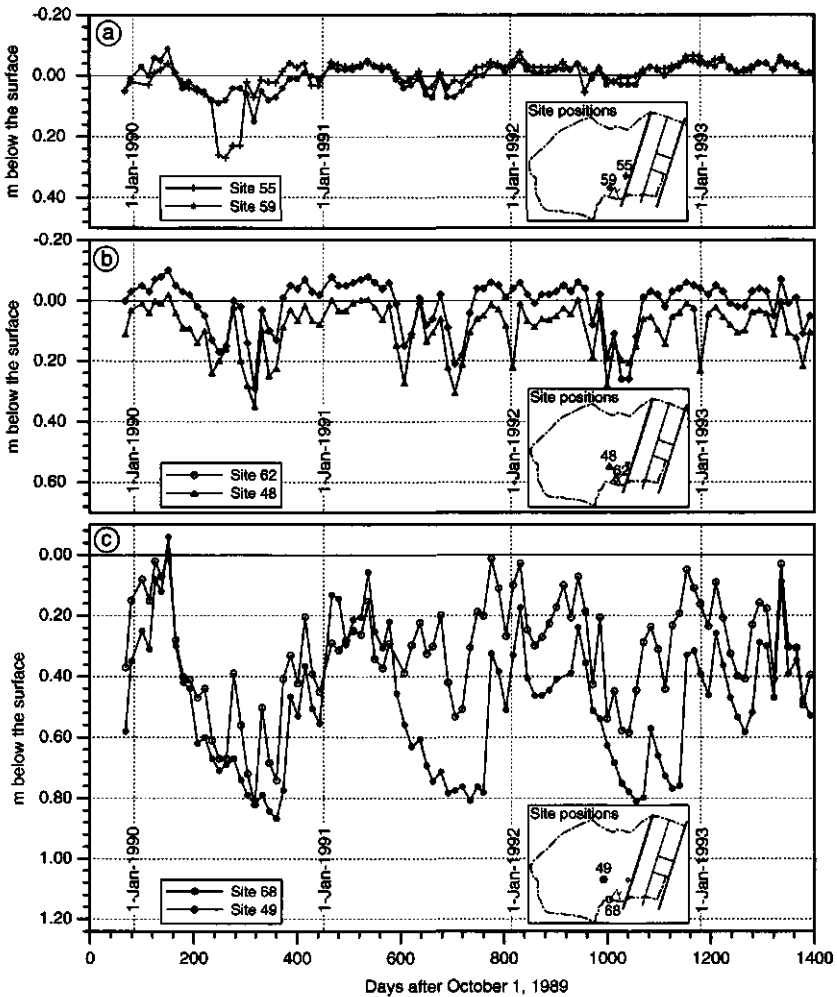 -0.20
0.00
0.20
0.40
m below the surface
a
1-Jan-1990
1-Jan-1991
1-Jan-1992
1-Jan-1993
Site 55
Site 59
Site positions
55
59
-0.20
0.00
0.20
0.40
0.60
m below the surface
b
1-Jan-1990
1-Jan-1991
1-Jan-1992
1-Jan-1993
Site 62
Site 48
Site positions
48
62
0.00
0.20
0.40
0.60
0.80
1.00
1.20
m below the surface
c
1-Jan-1990
1-Jan-1991
1-Jan-1992
1-Jan-1993
Site 68
Site 49
Site positions
49
68
0 200 400 600 800 1000 1200 1400
Days after October 1, 1989